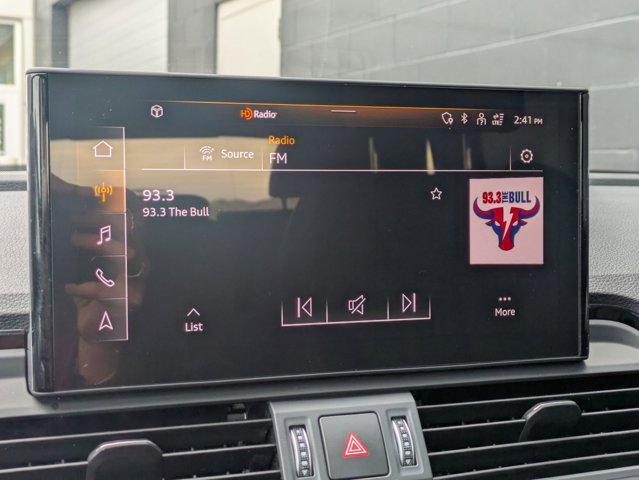 HD Radio
2:41 PM
Radio
FM
Source
FM
93.3
93.3 The Bull
93.3 THE BULL
List
More